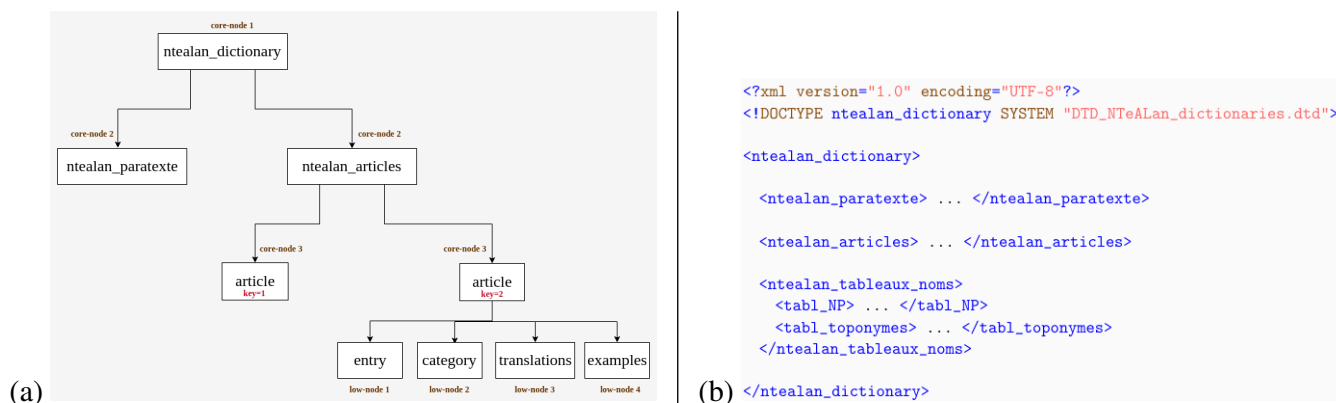 core-node 1
ntealan_dictionary
core-node 2
core-node 2
ntealan_paratexte
ntealan_articles
core-node 3
core-node 3
article
key=1
article
key=2
entry
category
translations
examples
low-node 1
low-node 2
low-node 3
low-node 4
(a)
<?xml version="1.0" encoding="UTF-8"?>
<!DOCTYPE ntealan_dictionary SYSTEM "DTD_NTeALan_dictionaries.dtd">
<ntealan_dictionary>
<ntealan_paratexte> ... </ntealan_paratexte>
<ntealan_articles> ... </ntealan_articles>
<ntealan_tableaux_noms>
<tabl_NP> ... </tabl_NP>
<tabl_toponymes> ... </tabl_toponymes>
</ntealan_tableaux_noms>
</ntealan_dictionary>
(b)